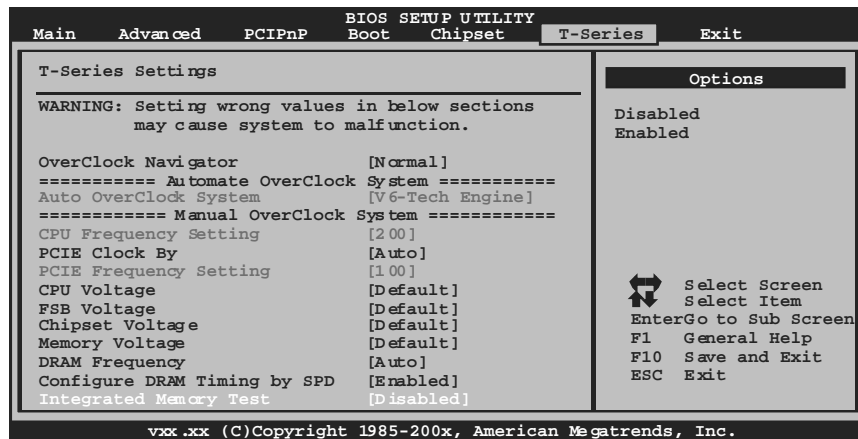 BIOS SETUP UTILITY
Main Advanced PCIPnP Boot Chipset T-Series Exit
T-Series Settings
WARNING: Setting wrong values in below sections
may cause system to malfunction.
OverClock Navigator [Normal]
=========== Automate OverClock System ===========
Auto OverClock System [V6-Tech Engine]
============ Manual OverClock System ============
CPU Frequency Setting [200]
PCIE Clock By [Auto]
PCIE Frequency Setting [100]
CPU Voltage [Default]
FSB Voltage [Default]
Chipset Voltage [Default]
Memory Voltage [Default]
DRAM Frequency [Auto]
Configure DRAM Timing by SPD [Enabled]
Integrated Memory Test [Disabled]
Options
Disabled
Enabled
Select Screen
Select Item
EnterGo to Sub Screen
F1 General Help
F10 Save and Exit
ESC Exit
vxx.xx (C)Copyright 1985-200x, American Megatrends, Inc.